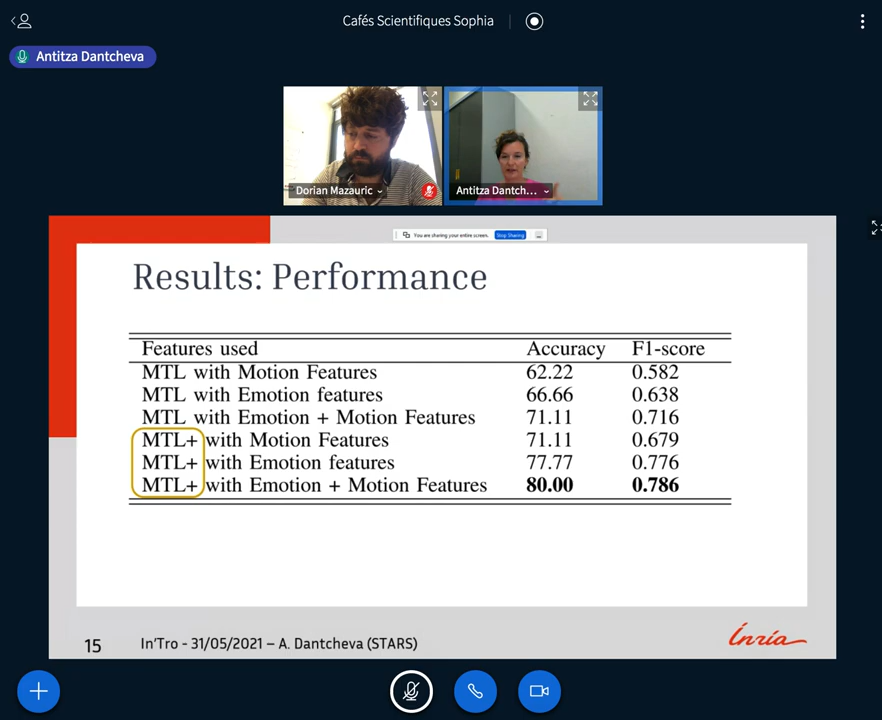 Cafés Scientifiques Sophia
Antitza Dantcheva
Dorian Mazauric
Antitza Dantch...
You are sharing your entire screen. Stop Sharing
Results: Performance
Features used Accuracy F1-score
MTL with Motion Features 62.22 0.582
MTL with Emotion features 66.66 0.638
MTL with Emotion + Motion Features 71.11 0.716
MTL+ with Motion Features 71.11 0.679
MTL+ with Emotion features 77.77 0.776
MTL+ with Emotion + Motion Features 80.00 0.786
15 In'Tro - 31/05/2021 – A. Dantcheva (STARS)
Inria